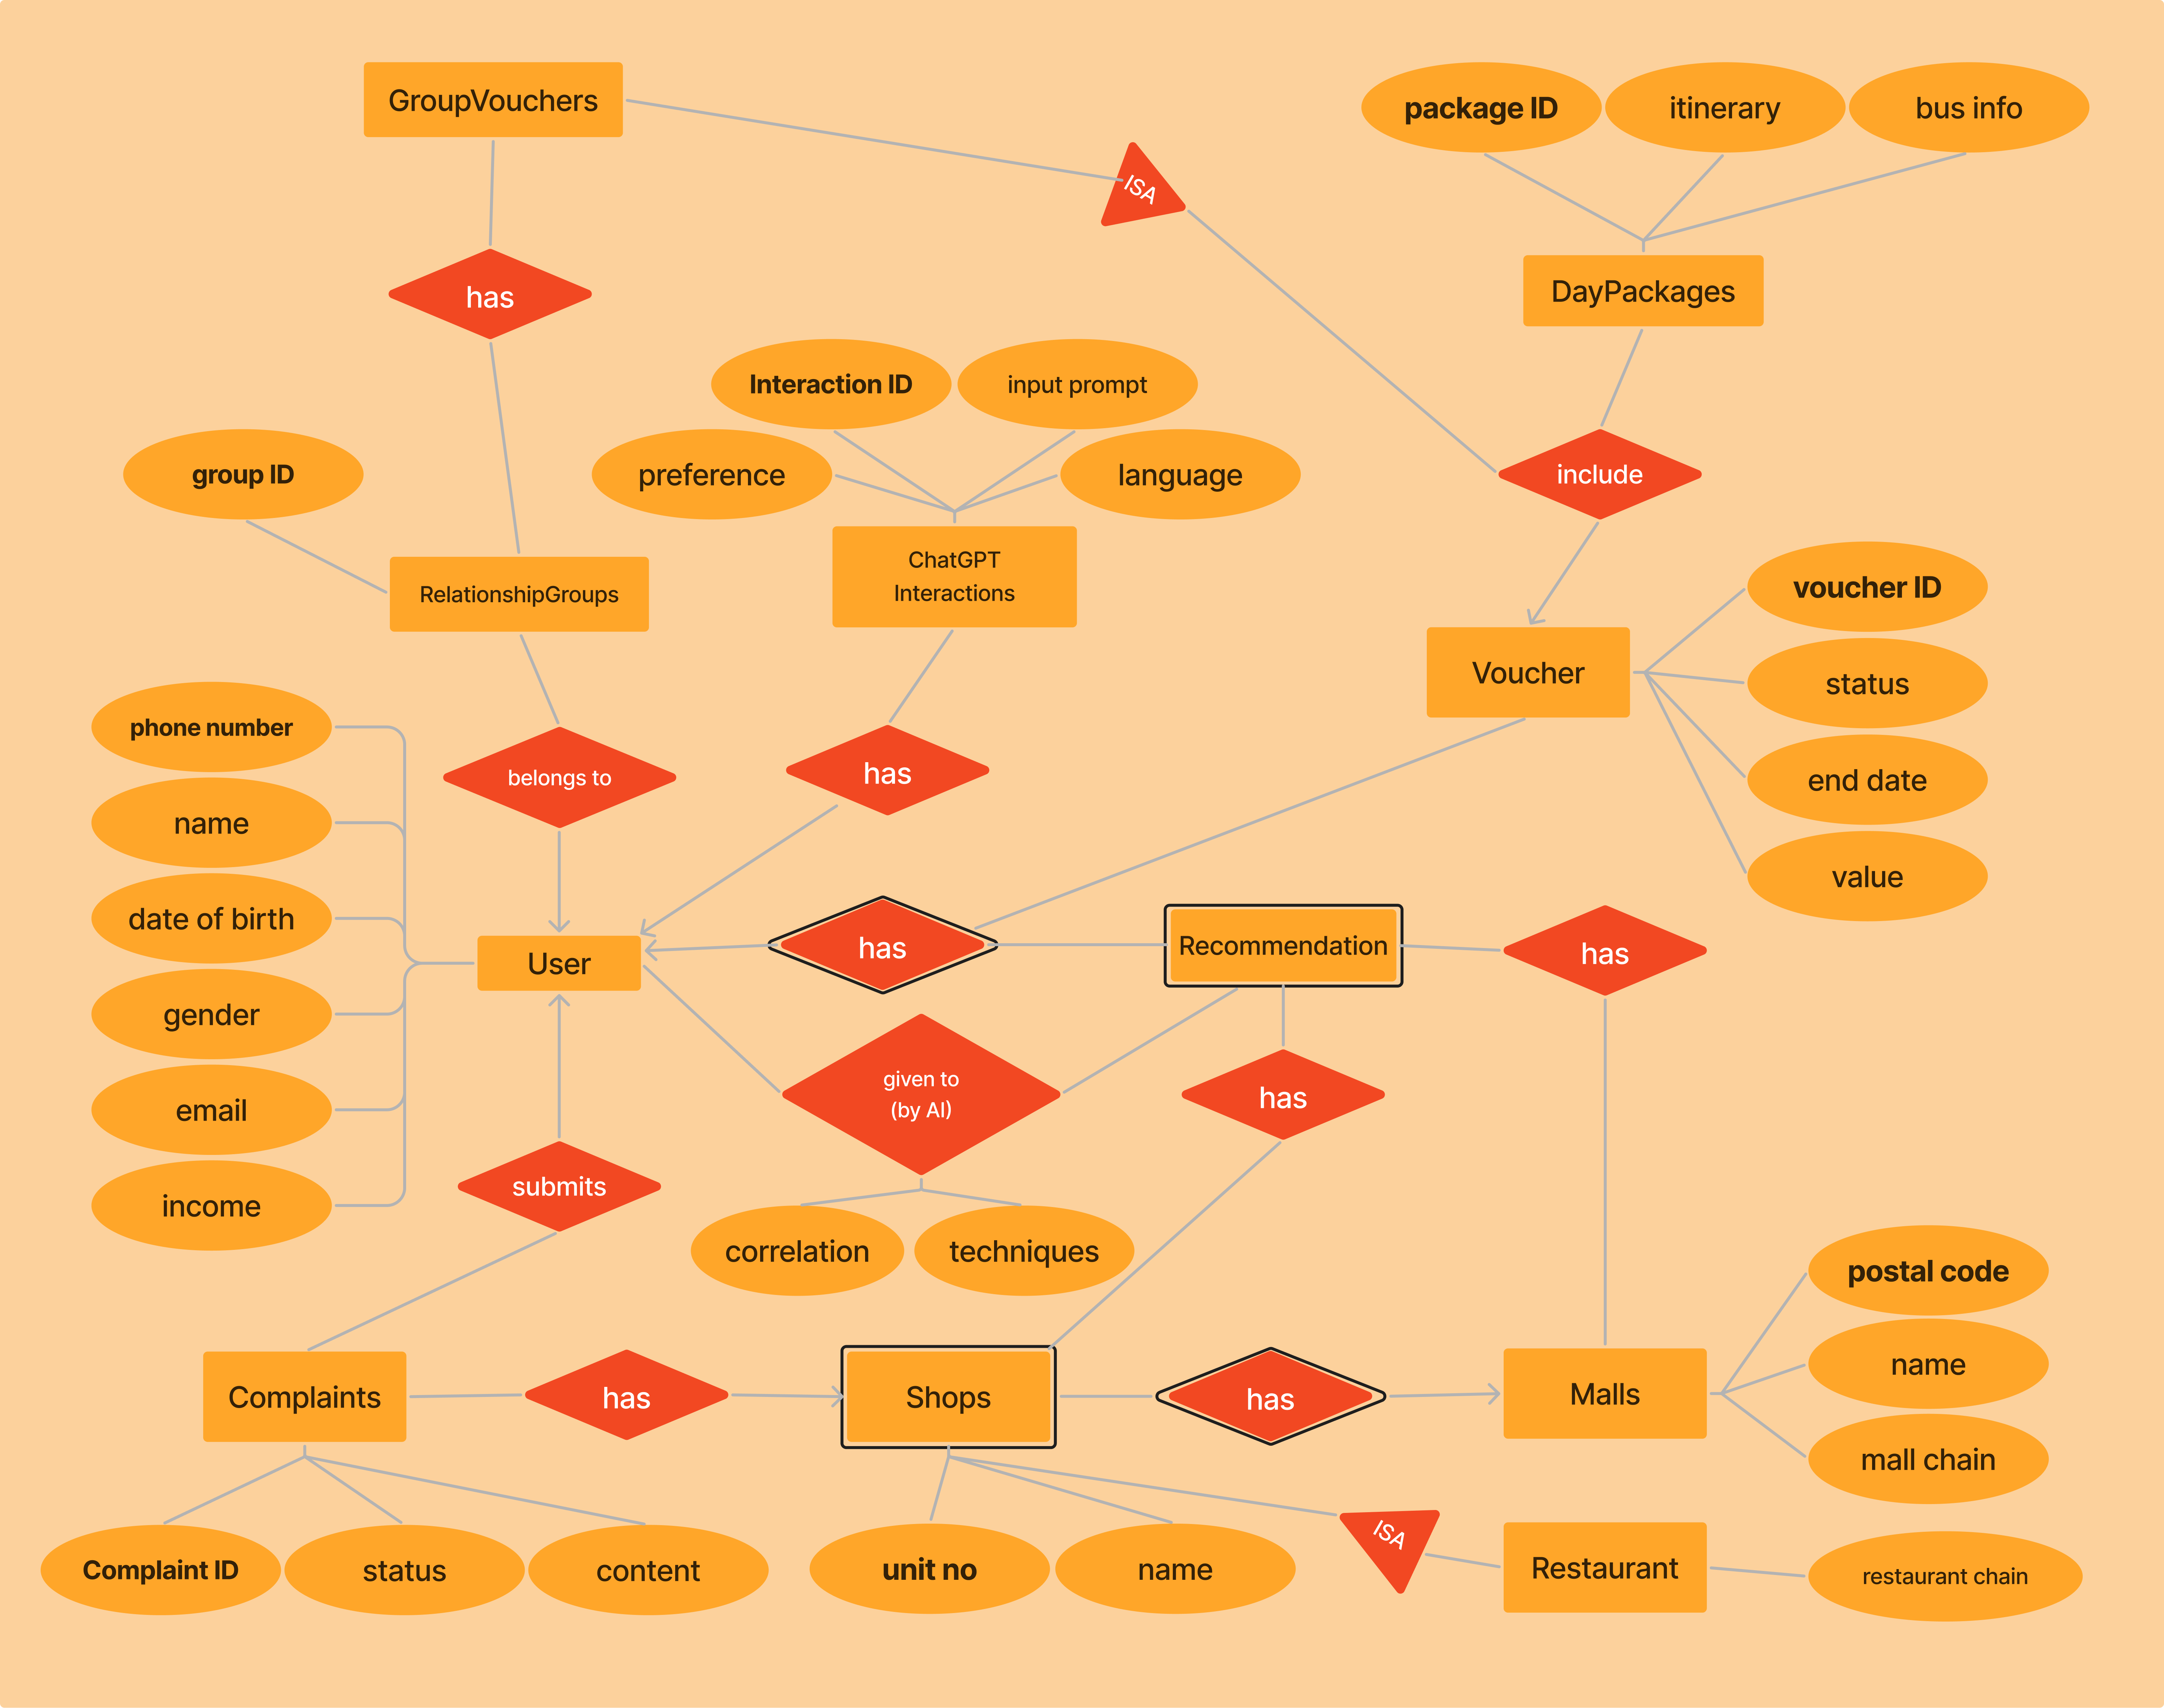 GroupVouchers
package ID
itinerary
bus info
ISA
has
DayPackages
Interaction ID
input prompt
group ID
preference
language
include
ChatGPT
Interactions
RelationshipGroups
voucher ID
Voucher
status
phone number
belongs to
has
end date
name
value
date of birth
User
has
Recommendation
has
gender
given to
(by AI)
has
email
submits
income
correlation
techniques
postal code
name
Complaints
has
Shops
has
Malls
mall chain
ISA
Complaint ID
status
content
unit no
name
Restaurant
restaurant chain